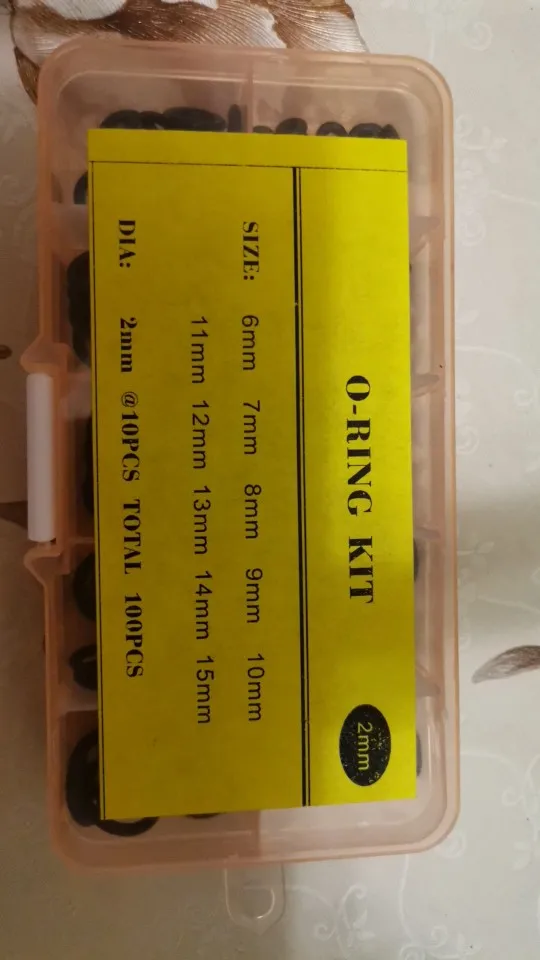 O-RING KIT
2mm
SIZE: 6mm 7mm 8mm 9mm 10mm
11mm 12mm 13mm 14mm 15mm
DIA: 2mm @10PCS TOTAL 100PCS